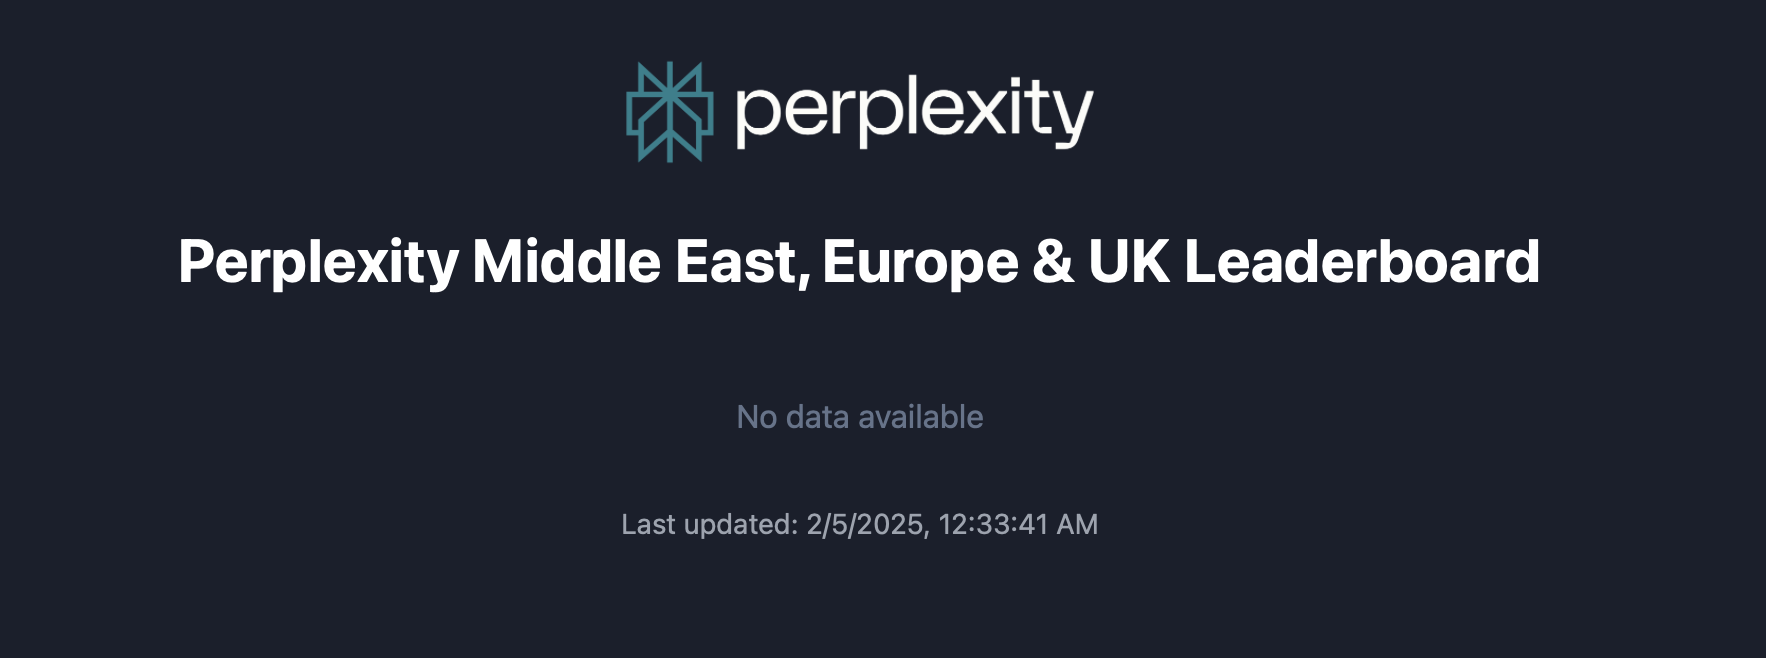 perplexity
Perplexity Middle East, Europe & UK Leaderboard
No data available
Last updated: 2/5/2025, 12:33:41 AM